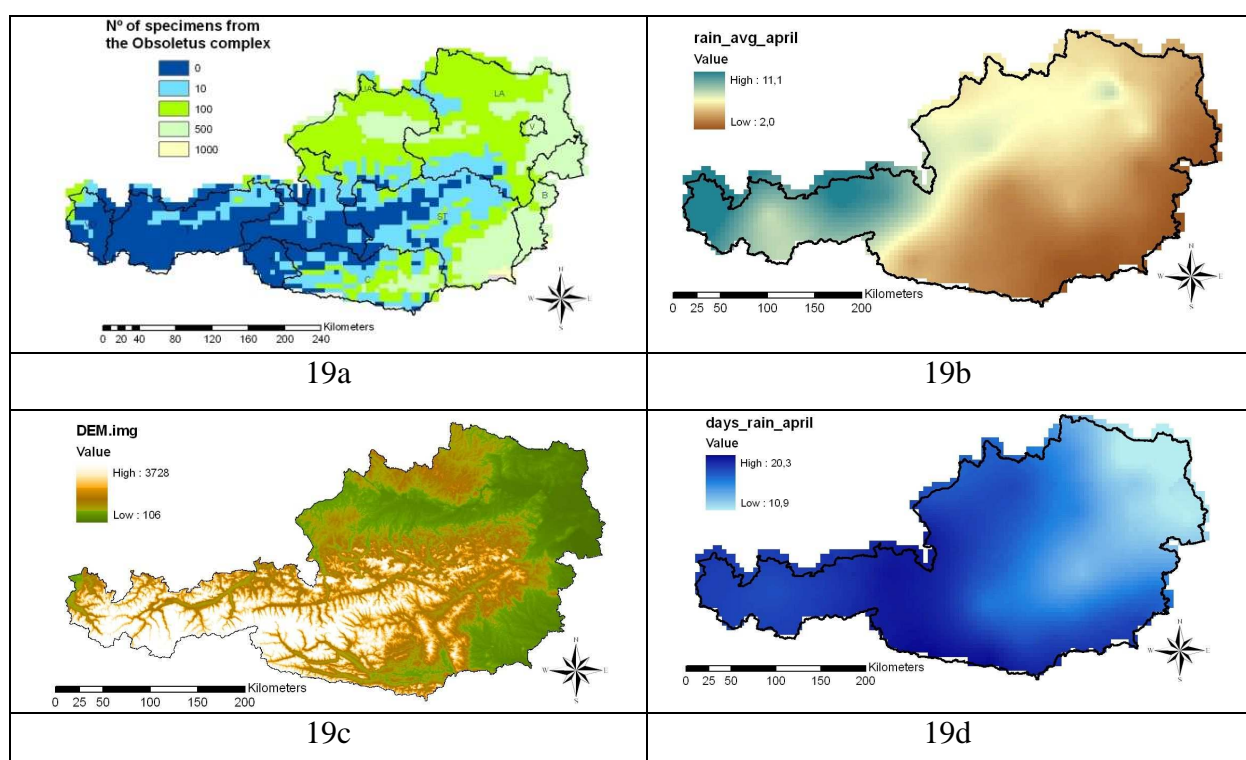 Nº of specimens from
the Obsoletus complex
0
10
100
500
1000
UA
LA
V
B
S
ST
C
N
W E
S
Kilometers
0 20 40 80 120 160 200 240
19a
rain_avg_april
Value
High : 11,1
Low : 2,0
N
W E
S
Kilometers
0 25 50 100 150 200
19b
DEM.img
Value
High : 3728
Low : 106
N
W E
S
Kilometers
0 25 50 100 150 200
19c
days_rain_april
Value
High : 20,3
Low : 10,9
N
W E
S
Kilometers
0 25 50 100 150 200
19d